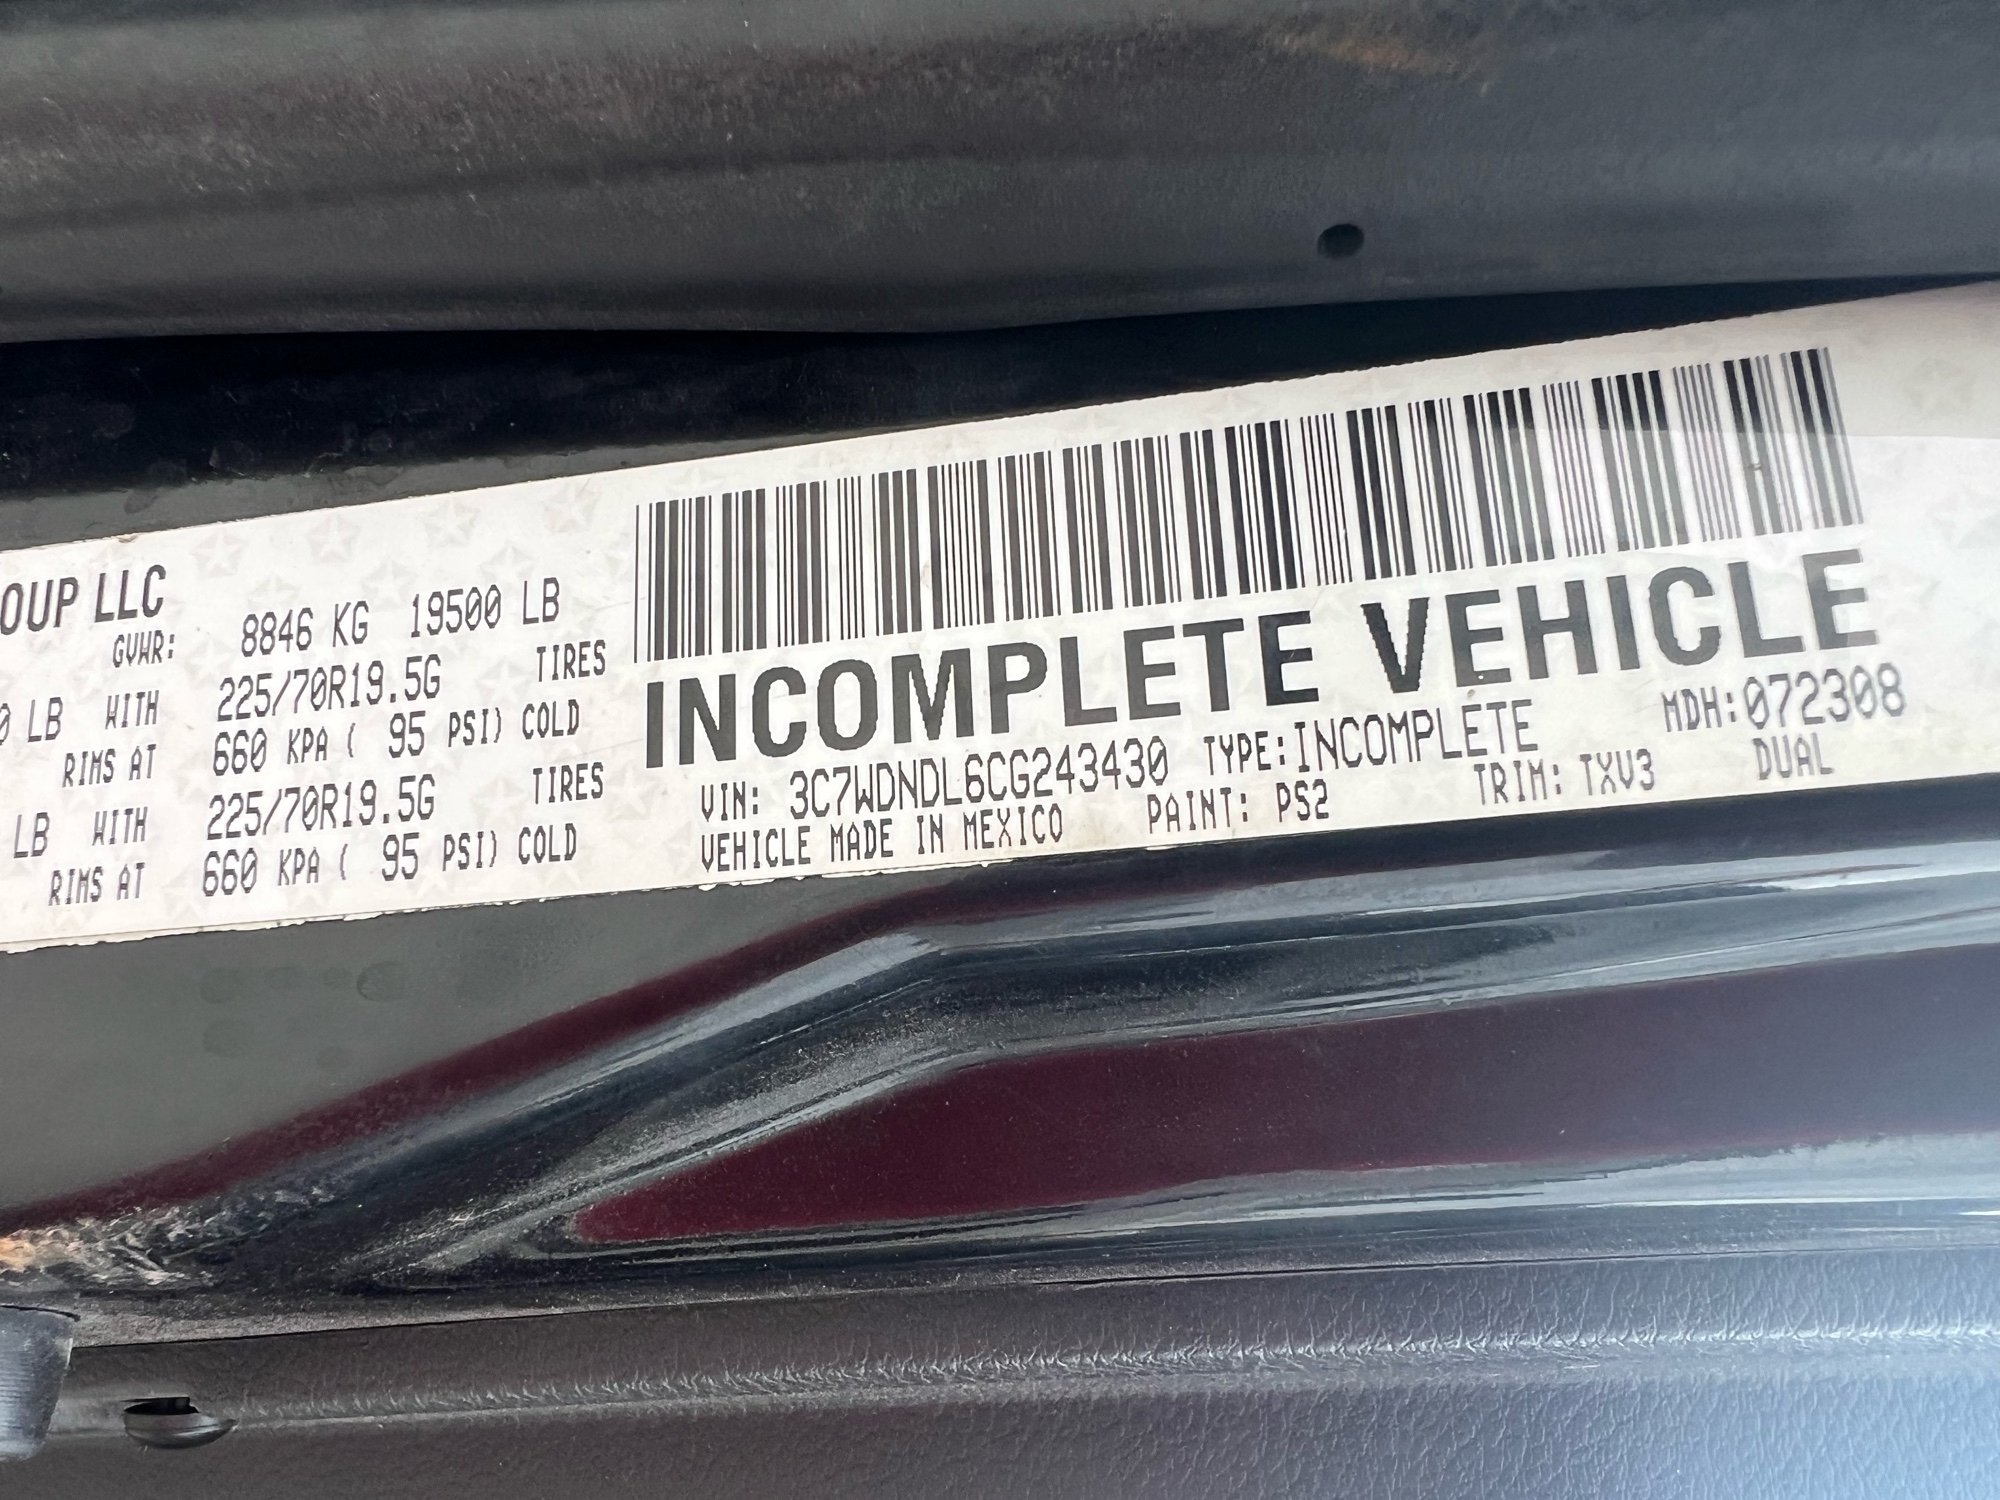 OUP LLC
GVWR: 8846 KG 19500 LB
0 LB WITH 225/70R19.5G TIRES
RIMS AT 660 KPA ( 95 PSI) COLD
LB WITH 225/70R19.5G TIRES
RIMS AT 660 KPA ( 95 PSI) COLD
INCOMPLETE VEHICLE
VIN: 3C7WDNDL6CG243430 TYPE: INCOMPLETE MDH: 072308
VEHICLE MADE IN MEXICO PAINT: PS2 TRIM: TXV3 DUAL